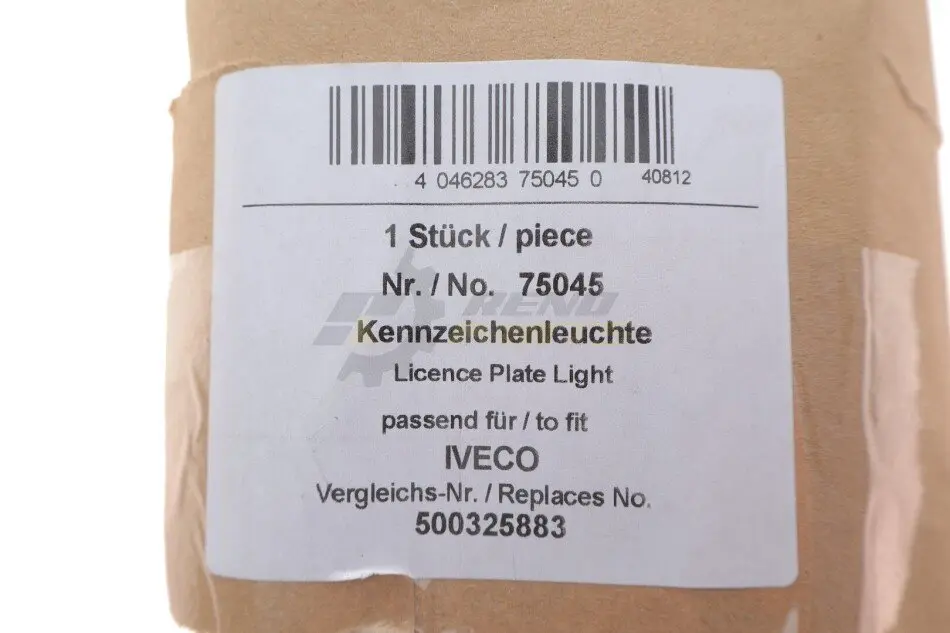 4 046283 75045 0 40812
1 Stück / piece
Nr. / No. 75045
RENO
Kennzeichenleuchte
Licence Plate Light
passend für / to fit
IVECO
Vergleichs-Nr. / Replaces No.
500325883